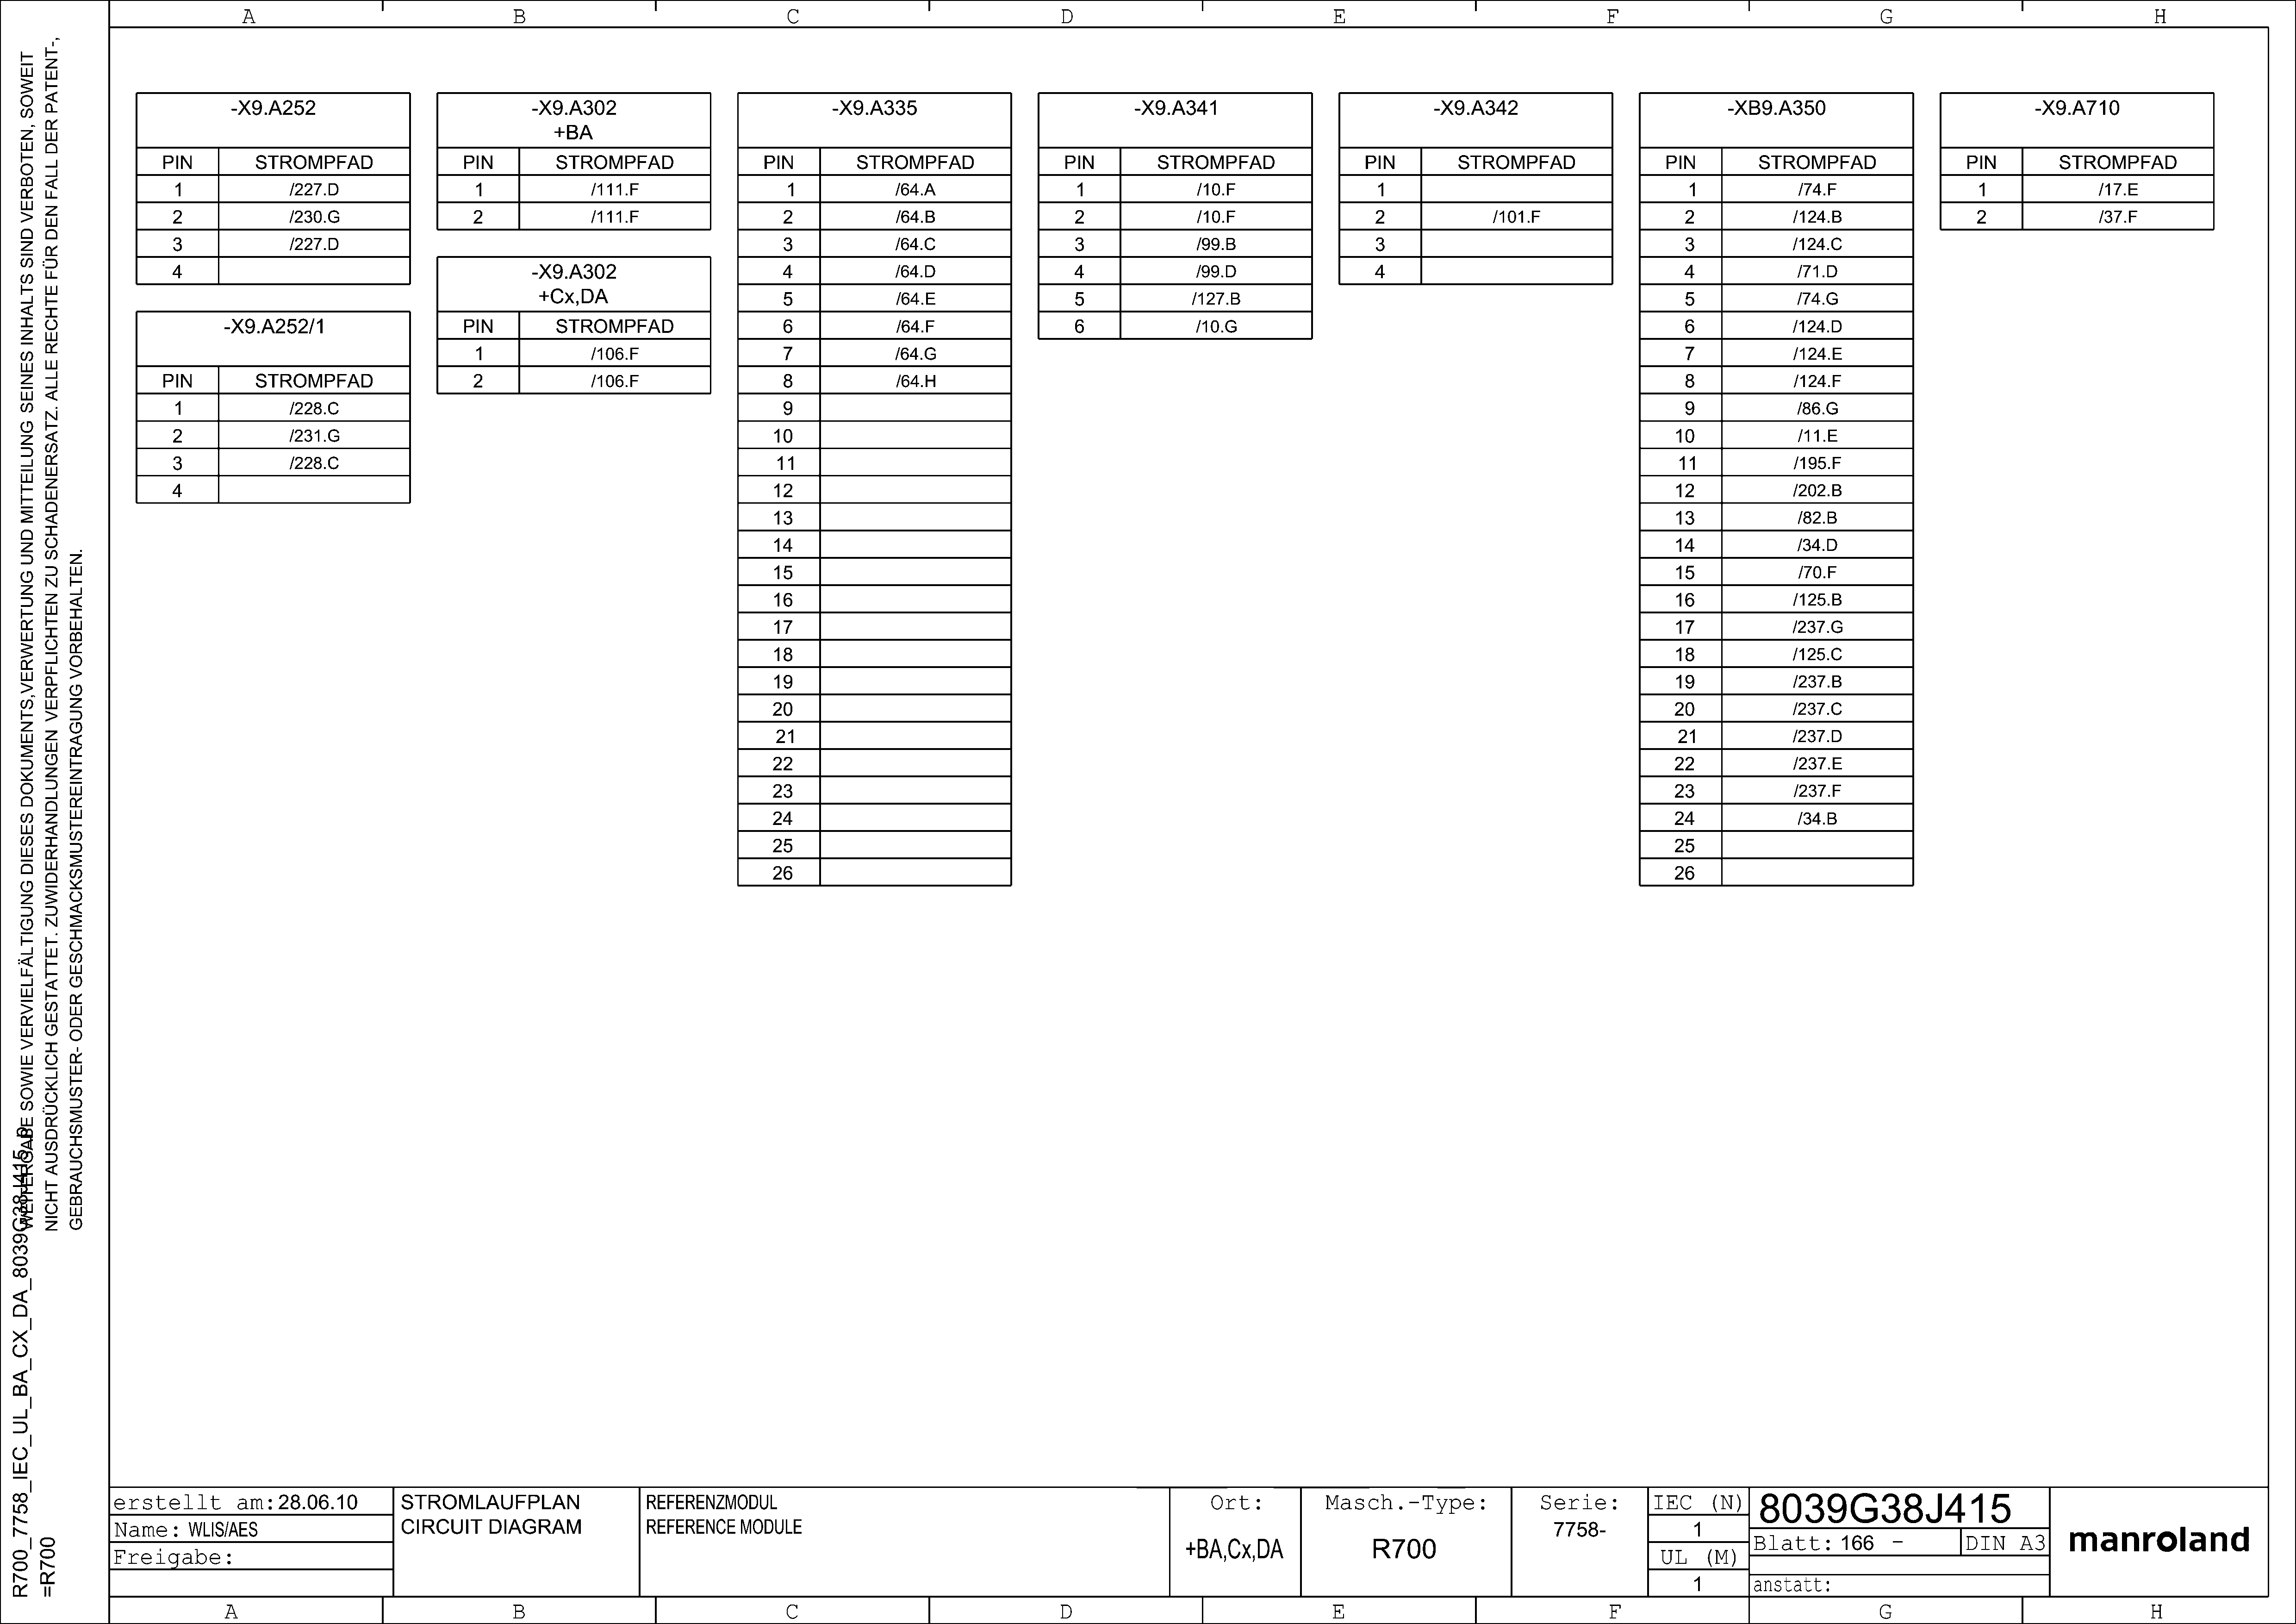 A B C D E F G H
-X9.A252
PIN STROMPFAD
1 /227.D
2 /230.G
3 /227.D
4
-X9.A252/1
PIN STROMPFAD
1 /228.C
2 /231.G
3 /228.C
4
-X9.A302
+BA
PIN STROMPFAD
1 /111.F
2 /111.F
-X9.A302
+Cx,DA
PIN STROMPFAD
1 /106.F
2 /106.F
-X9.A335
PIN STROMPFAD
1 /64.A
2 /64.B
3 /64.C
4 /64.D
5 /64.E
6 /64.F
7 /64.G
8 /64.H
9
10
11
12
13
14
15
16
17
18
19
20
21
22
23
24
25
26
-X9.A341
PIN STROMPFAD
1 /10.F
2 /10.F
3 /99.B
4 /99.D
5 /127.B
6 /10.G
-X9.A342
PIN STROMPFAD
1
2 /101.F
3
4
-XB9.A350
PIN STROMPFAD
1 /74.F
2 /124.B
3 /124.C
4 /71.D
5 /74.G
6 /124.D
7 /124.E
8 /124.F
9 /86.G
10 /11.E
11 /195.F
12 /202.B
13 /82.B
14 /34.D
15 /70.F
16 /125.B
17 /237.G
18 /125.C
19 /237.B
20 /237.C
21 /237.D
22 /237.E
23 /237.F
24 /34.B
25
26
-X9.A710
PIN STROMPFAD
1 /17.E
2 /37.F
WEITERGABE SOWIE VERVIELFÄLTIGUNG DIESES DOKUMENTS,VERWERTUNG UND MITTEILUNG SEINES INHALTS SIND VERBOTEN, SOWEIT
NICHT AUSDRÜCKLICH GESTATTET. ZUWIDERHANDLUNGEN VERPFLICHTEN ZU SCHADENERSATZ. ALLE RECHTE FÜR DEN FALL DER PATENT-,
GEBRAUCHSMUSTER- ODER GESCHMACKSMUSTEREINTRAGUNG VORBEHALTEN.
R700_7758_IEC_UL_BA_CX_DA_8039G38J415.p
=R700
erstellt am: 28.06.10
Name: WLIS/AES
Freigabe:
STROMLAUFPLAN
CIRCUIT DIAGRAM
REFERENZMODUL
REFERENCE MODULE
Ort:
+BA,Cx,DA
Masch.-Type:
R700
Serie:
7758-
IEC (N)
1
UL (M)
1
8039G38J415
Blatt: 166 - DIN A3
anstatt:
manroland
A B C D E F G H